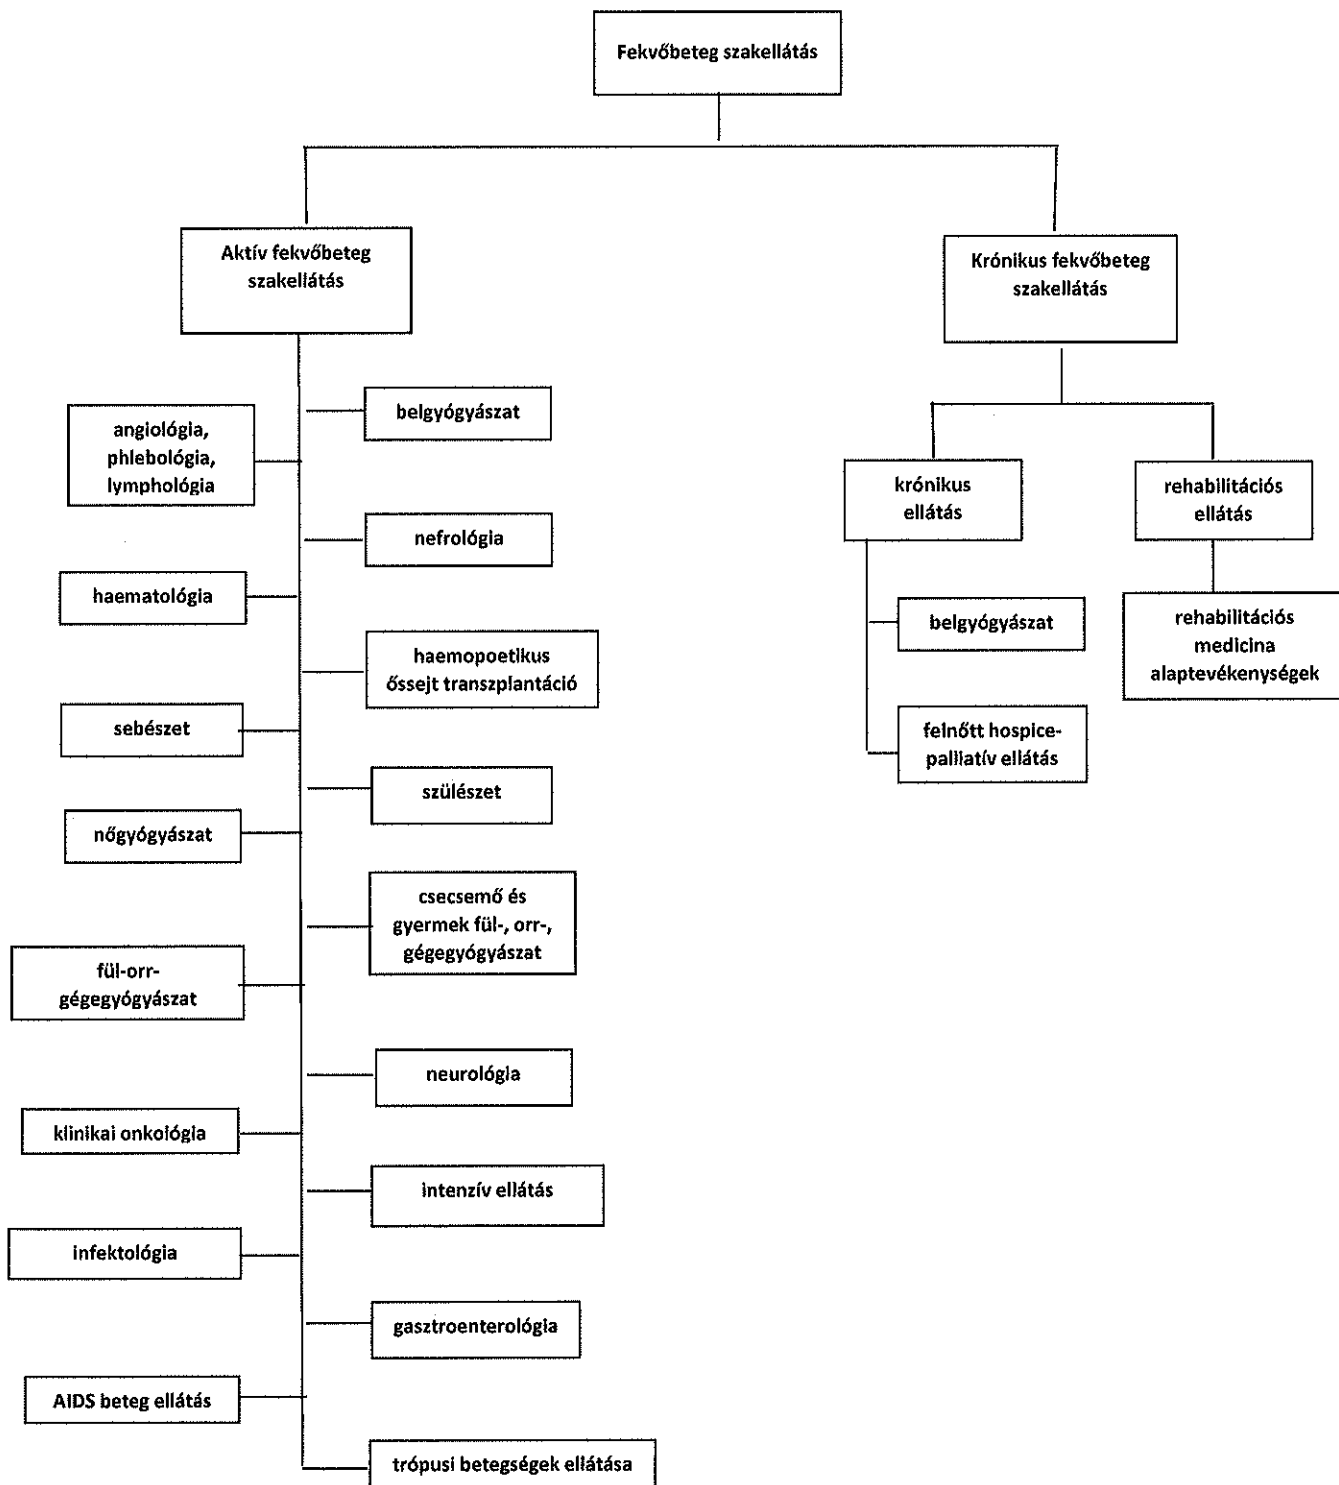 Fekvőbeteg szakellátás
Aktív fekvőbeteg
szakellátás
Krónikus fekvőbeteg
szakellátás
belgyógyászat
angiológia,
phlebológia,
lymphológia
krónikus
ellátás
rehabilitációs
ellátás
nefrológia
haematológia
belgyógyászat
rehabilitációs
medicina
alaptevékenységek
haemopoetikus
őssejt transzplantáció
sebészet
felnőtt hospice-
palliatív ellátás
szülészet
nőgyógyászat
csecsemő és
gyermek fül-, orr-,
gégegyógyászat
fül-orr-
gégegyógyászat
neurológia
klinikai onkológia
intenzív ellátás
infektológia
gasztroenterológia
AIDS beteg ellátás
trópusi betegségek ellátása